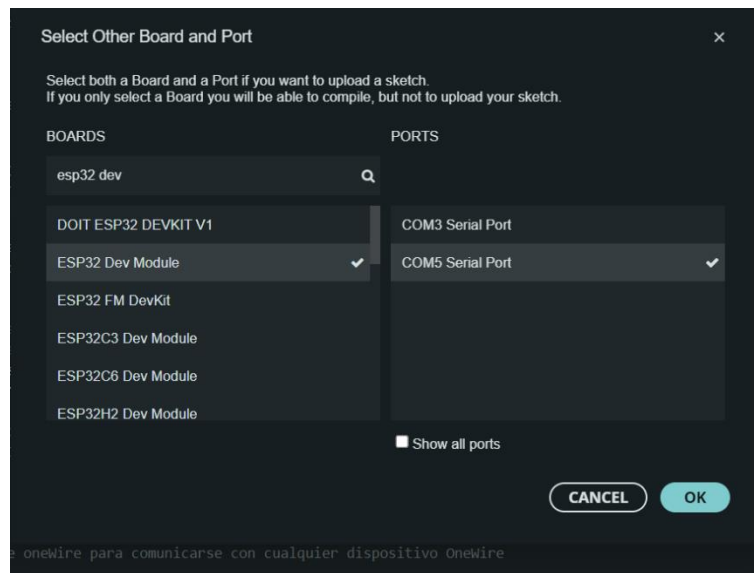 Select Other Board and Port
Select both a Board and a Port if you want to upload a sketch.
If you only select a Board you will be able to compile, but not to upload your sketch.
BOARDS
PORTS
esp32 dev
DOIT ESP32 DEVKIT V1
ESP32 Dev Module
ESP32 FM DevKit
ESP32C3 Dev Module
ESP32C6 Dev Module
ESP32H2 Dev Module
COM3 Serial Port
COM5 Serial Port
Show all ports
CANCEL
OK
oneWire para comunicarse con cualquier dispositivo OneWire